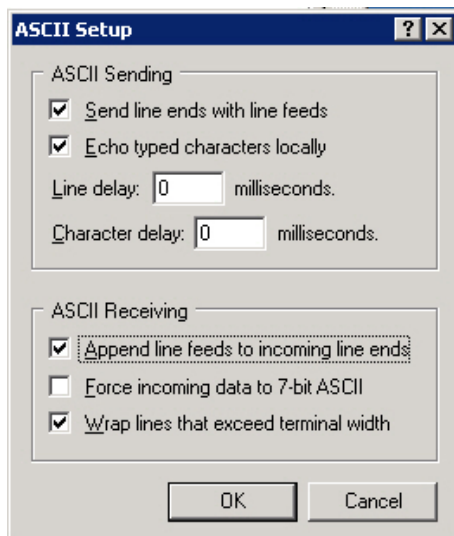 ASCII Setup
ASCII Sending
Send line ends with line feeds
Echo typed characters locally
Line delay: 0 milliseconds.
Character delay: 0 milliseconds.
ASCII Receiving
Append line feeds to incoming line ends
Force incoming data to 7-bit ASCII
Wrap lines that exceed terminal width
OK Cancel